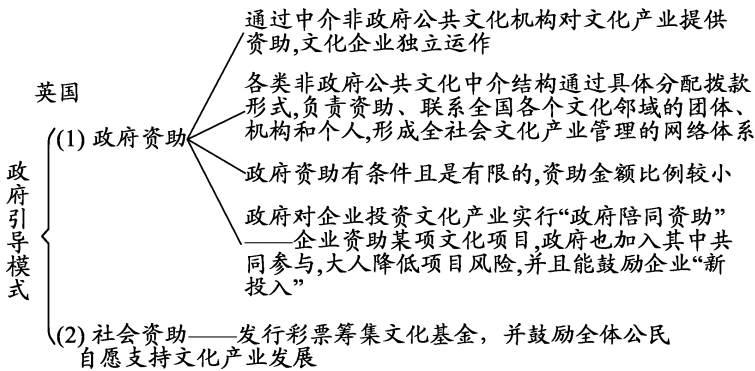 通过中介非政府公共文化机构对文化产业提供
资助,文化企业独立运作
英国
各类非政府公共文化中介结构通过具体分配拨款
形式,负责资助、联系全国各个文化邻域的团体、
机构和个人,形成全社会文化产业管理的网络体系
(1) 政府资助
政府资助有条件且是有限的,资助金额比例较小
政府引导模式
政府对企业投资文化产业实行“政府陪同资助”
——企业资助某项文化项目,政府也加入其中共
同参与,大人降低项目风险,并且能鼓励企业“新
投入”
(2) 社会资助——发行彩票筹集文化基金，并鼓励全体公民
自愿支持文化产业发展